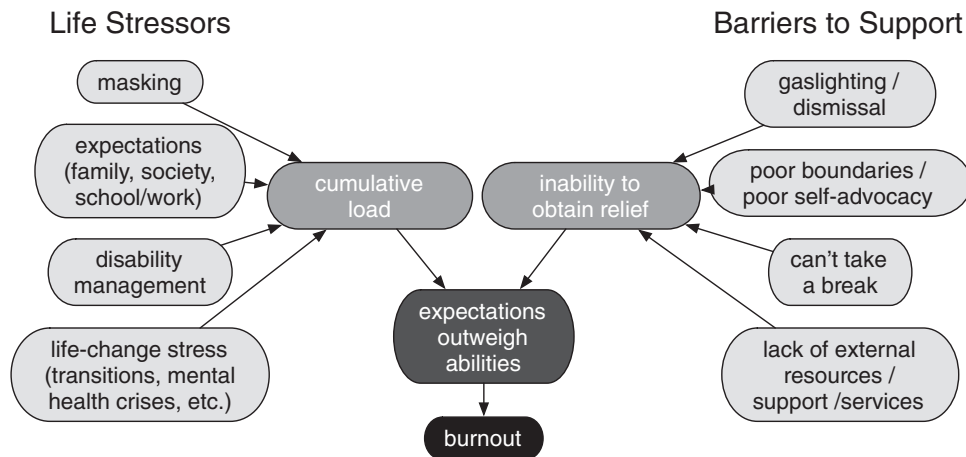 Life Stressors
Barriers to Support
masking
expectations
(family, society,
school/work)
disability
management
life-change stress
(transitions, mental
health crises, etc.)
cumulative
load
inability to
obtain relief
gaslighting /
dismissal
poor boundaries /
poor self-advocacy
can't take
a break
lack of external
resources /
support /services
expectations
outweigh
abilities
burnout